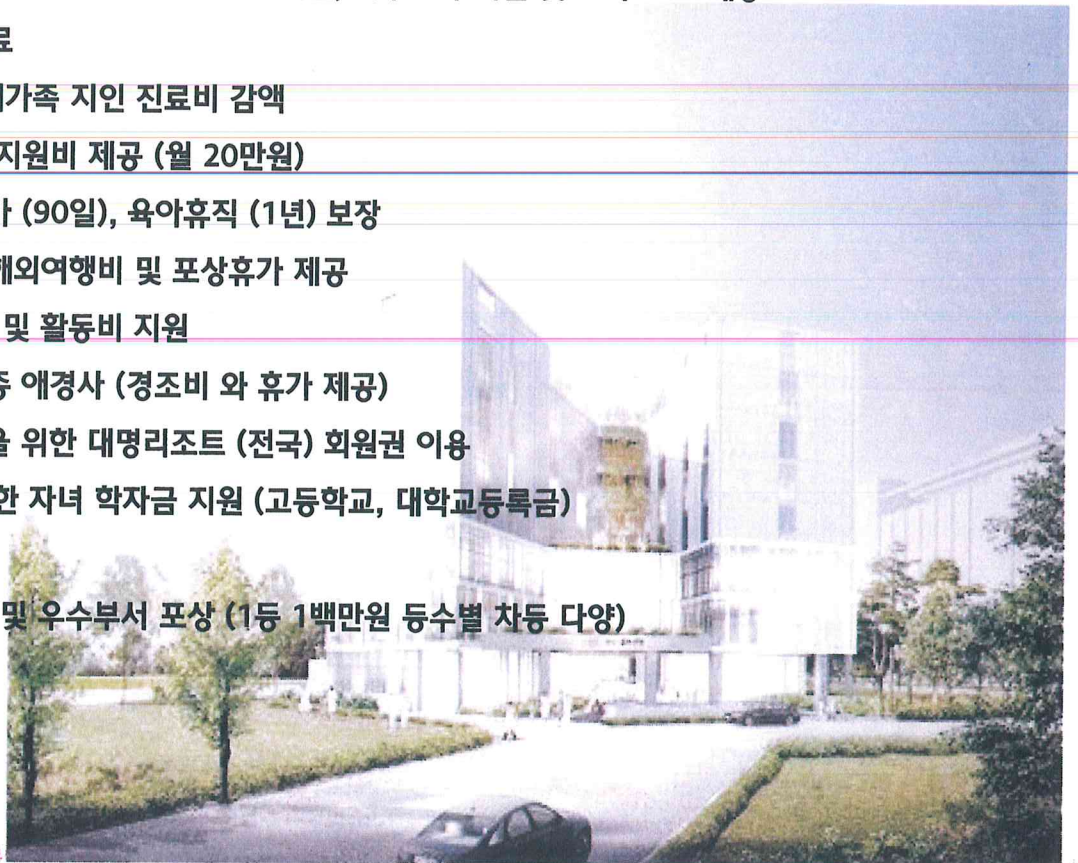 료
가족 지인 진료비 감액
지원비 제공 (월 20만원)
(90일), 육아휴직 (1년) 보장
해외여행비 및 포상휴가 제공
및 활동비 지원
애경사 (경조비 와 휴가 제공)
위한 대명리조트 (전국) 회원권 이용
한 자녀 학자금 지원 (고등학교, 대학교등록금)
및 우수부서 포상 (1등 1백만원 등수별 차등 다양)